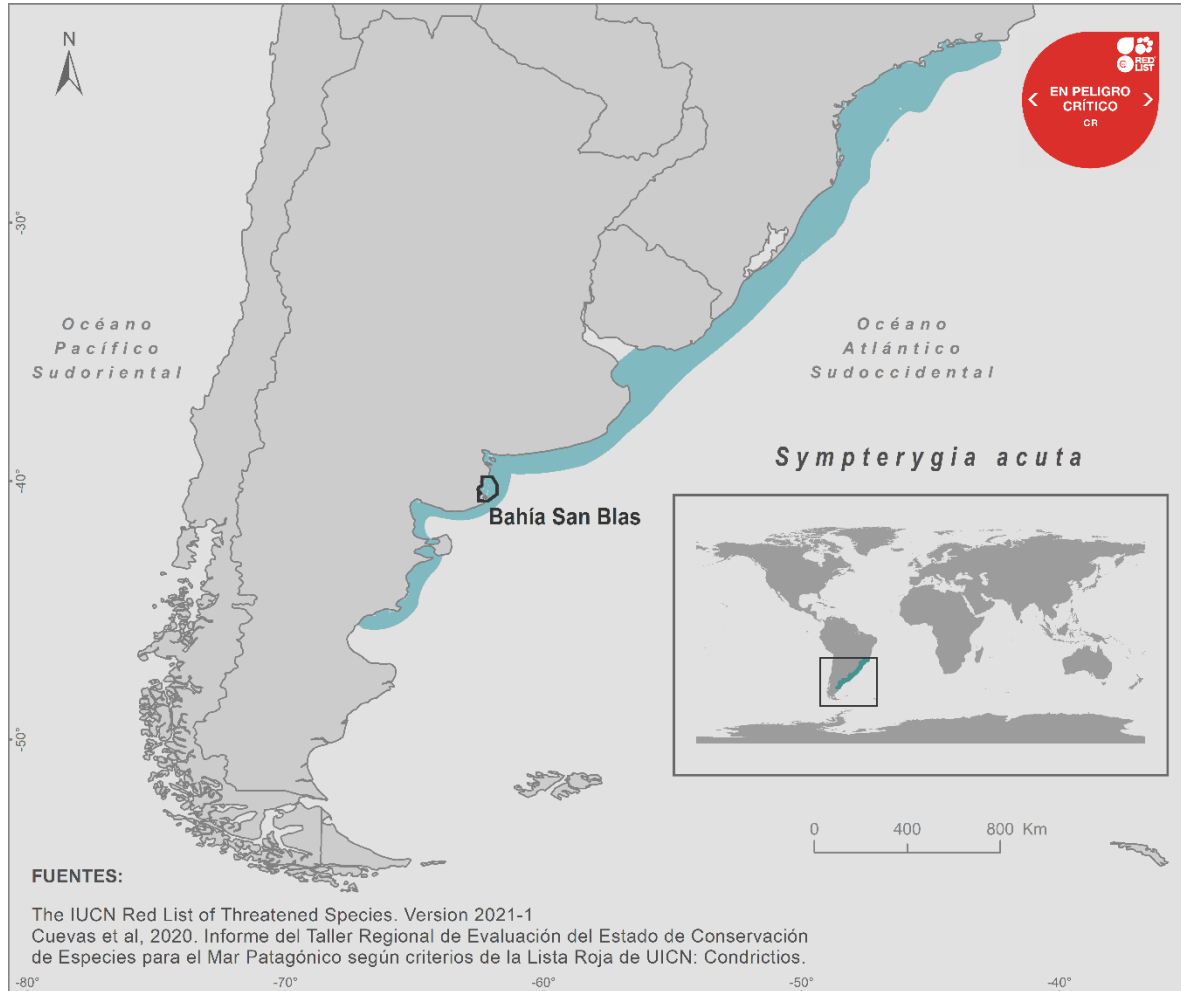 N
RED
LIST
EN PELIGRO
CRÍTICO
CR
-30°
Océano
Pacífico
Sudoriental
Océano
Atlántico
Sudoccidental
Sympterygia acuta
-40°
Bahía San Blas
-50°
0 400 800 Km
FUENTES:
The IUCN Red List of Threatened Species. Version 2021-1
Cuevas et al, 2020. Informe del Taller Regional de Evaluación del Estado de Conservación
de Especies para el Mar Patagónico según criterios de la Lista Roja de UICN: Condrictios.
-80° -70° -60° -50° -40°